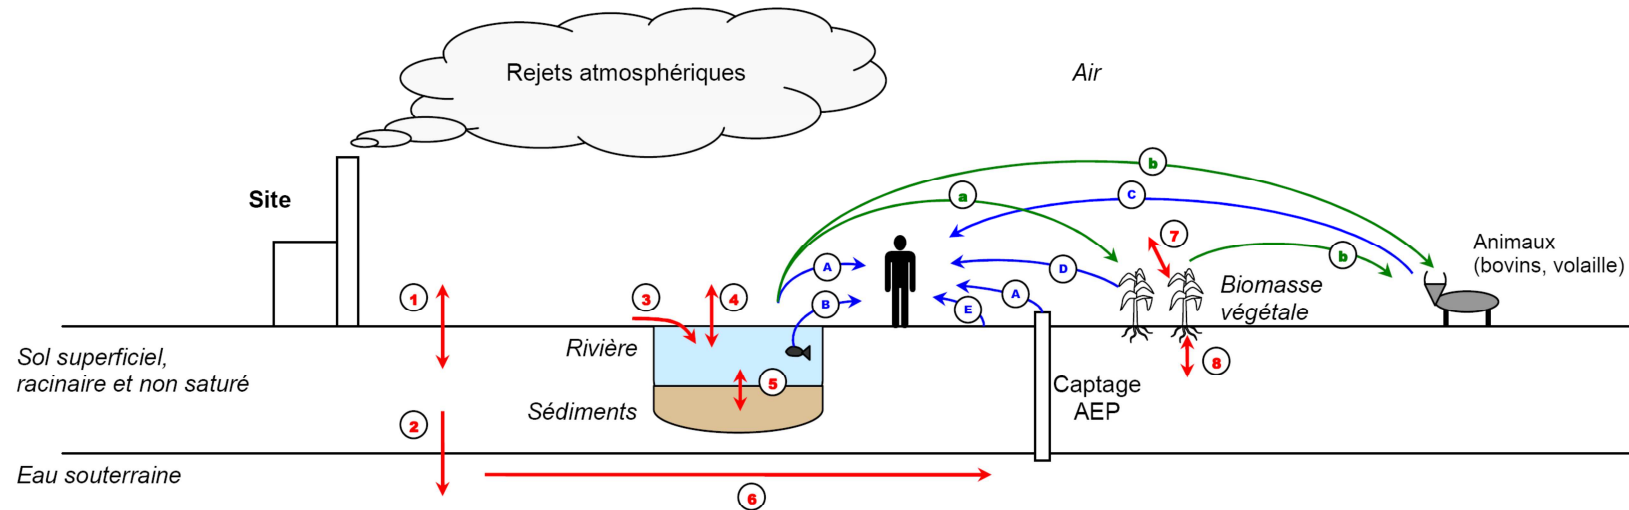 Rejets atmosphériques
Air
b
Site
a
C
7
Animaux
(bovins, volaille)
b
A
D
1
3
4
B
E
A
Biomasse
végétale
Sol superficiel,
racinaire et non saturé
Rivière
5
8
Captage
AEP
Sédiments
2
Eau souterraine
6